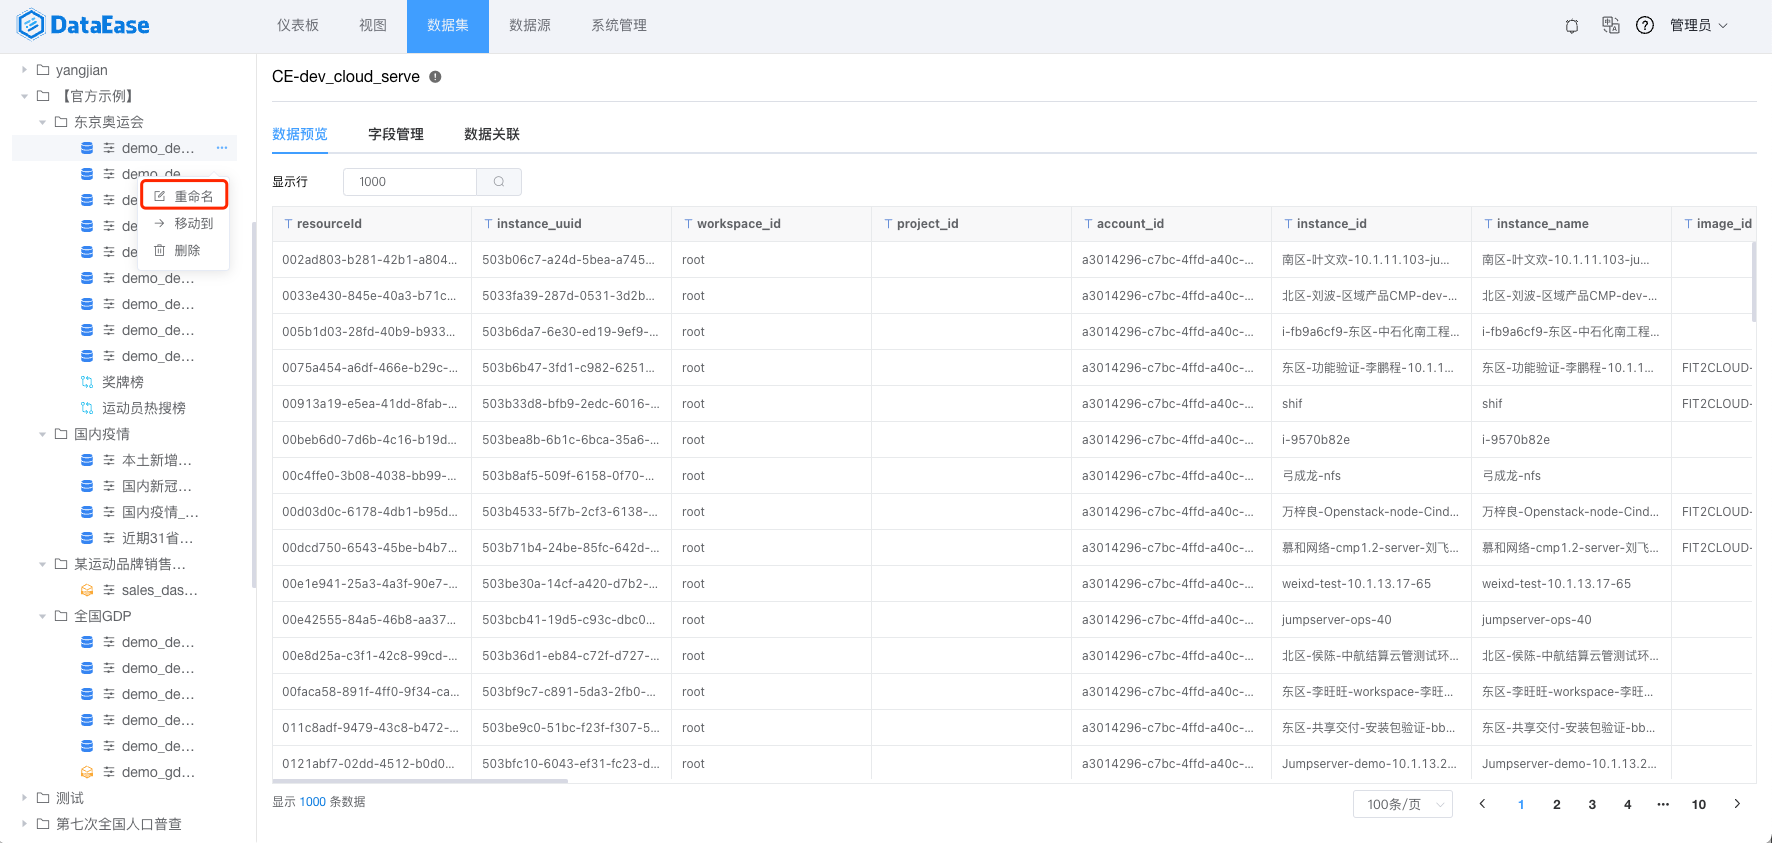 DataEase
仪表板 视图 数据集 数据源 系统管理
管理员
yangjian
【官方示例】
东京奥运会
demo_de...
demo_de
de
de
de
demo_de...
demo_de...
demo_de...
demo_de...
奖牌榜
运动员热搜榜
国内疫情
本土新增...
国内新冠...
国内疫情_...
近期31省...
某运动品牌销售...
sales_das...
全国GDP
demo_de...
demo_de...
demo_de...
demo_de...
demo_de...
demo_gd...
测试
第七次全国人口普查
重命名
移动到
删除
CE-dev_cloud_serve
数据预览 字段管理 数据关联
显示行 1000
resourceId instance_uuid workspace_id project_id account_id instance_id instance_name image_id
002ad803-b281-42b1-a804... 503b06c7-a24d-5bea-a745... root a3014296-c7bc-4ffd-a40c-... 南区-叶文欢-10.1.11.103-ju... 南区-叶文欢-10.1.11.103-ju...
0033e430-845e-40a3-b71c... 5033fa39-287d-0531-3d2b... root a3014296-c7bc-4ffd-a40c-... 北区-刘波-区域产品CMP-dev-... 北区-刘波-区域产品CMP-dev-...
005b1d03-28fd-40b9-b933... 503b6da7-6e30-ed19-9ef9-... root a3014296-c7bc-4ffd-a40c-... i-fb9a6cf9-东区-中石化南工程... i-fb9a6cf9-东区-中石化南工程...
0075a454-a6df-466e-b29c-... 503b6b47-3fd1-c982-6251... root a3014296-c7bc-4ffd-a40c-... 东区-功能验证-李鹏程-10.1.1... 东区-功能验证-李鹏程-10.1.1... FIT2CLOUD-
00913a19-e5ea-41dd-8fab-... 503b33d8-bfb9-2edc-6016-... root a3014296-c7bc-4ffd-a40c-... shif shif FIT2CLOUD-
00beb6d0-7d6b-4c16-b19d... 503bea8b-6b1c-6bca-35a6-... root a3014296-c7bc-4ffd-a40c-... i-9570b82e i-9570b82e
00c4ffe0-3b08-4038-bb99-... 503b8af5-509f-6158-0f70-... root a3014296-c7bc-4ffd-a40c-... 弓成龙-nfs 弓成龙-nfs
00d03d0c-6178-4db1-b95d... 503b4533-5f7b-2cf3-6138-... root a3014296-c7bc-4ffd-a40c-... 万梓良-Openstack-node-Cind... 万梓良-Openstack-node-Cind... FIT2CLOUD-
00dcd750-6543-45be-b4b7... 503b71b4-24be-85fc-642d-... root a3014296-c7bc-4ffd-a40c-... 慕和网络-cmp1.2-server-刘飞... 慕和网络-cmp1.2-server-刘飞... FIT2CLOUD-
00e1e941-25a3-4a3f-90e7-... 503be30a-14cf-a420-d7b2-... root a3014296-c7bc-4ffd-a40c-... weixd-test-10.1.13.17-65 weixd-test-10.1.13.17-65
00e42555-84a5-46b8-aa37... 503bcb41-19d5-c93c-dbc0... root a3014296-c7bc-4ffd-a40c-... jumpserver-ops-40 jumpserver-ops-40
00e8d25a-c3f1-42c8-99cd-... 503b36d1-eb84-c72f-d727-... root a3014296-c7bc-4ffd-a40c-... 北区-侯陈-中航结算云管测试环... 北区-侯陈-中航结算云管测试环...
00faca58-891f-4ff0-9f34-ca... 503bf9c7-c891-5da3-2fb0-... root a3014296-c7bc-4ffd-a40c-... 东区-李旺旺-workspace-李旺... 东区-李旺旺-workspace-李旺...
011c8adf-9479-43c8-b472-... 503be9c0-51bc-f23f-f307-5... root a3014296-c7bc-4ffd-a40c-... 东区-共享交付-安装包验证-bb... 东区-共享交付-安装包验证-bb...
0121abf7-02dd-4512-b0d0... 503bfc10-6043-ef31-fc23-d... root a3014296-c7bc-4ffd-a40c-... Jumpserver-demo-10.1.13.2... Jumpserver-demo-10.1.13.2...
显示 1000 条数据
100条/页 1 2 3 4 ... 10